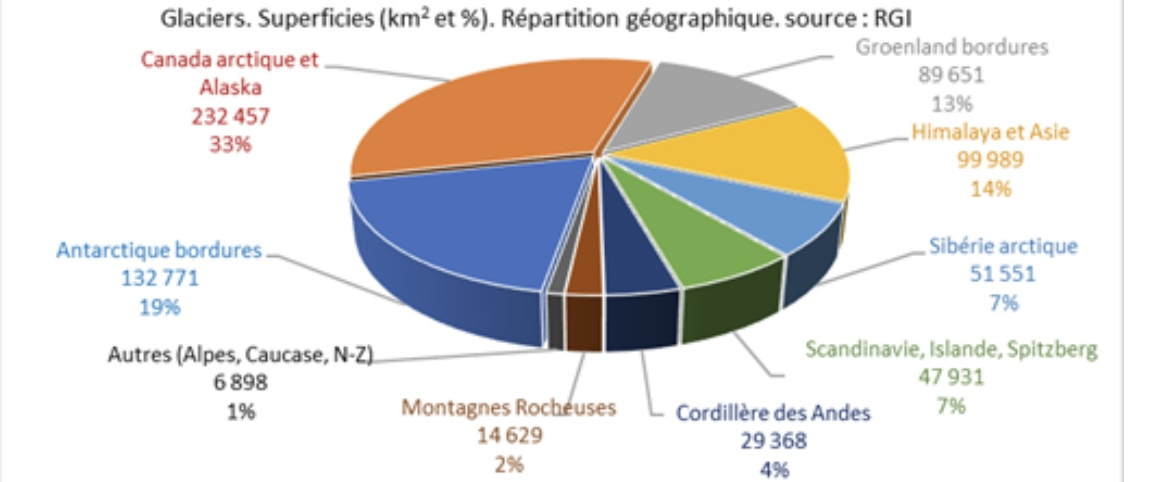 Glaciers. Superficies (km² et %). Répartition géographique. source : RGI
Canada arctique et
Alaska
232 457
33%
Groenland bordures
89 651
13%
Himalaya et Asie
99 989
14%
Antarctique bordures
132 771
19%
Sibérie arctique
51 551
7%
Autres (Alpes, Caucase, N-Z)
6 898
1%
Scandinavie, Islande, Spitzberg
47 931
7%
Montagnes Rocheuses
14 629
2%
Cordillère des Andes
29 368
4%